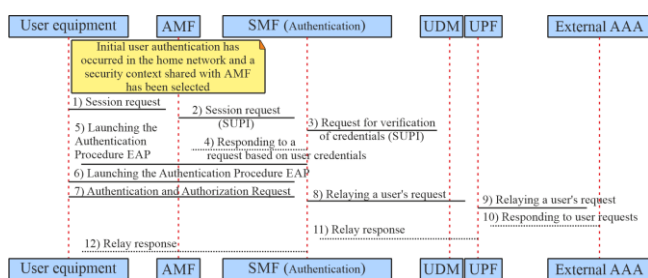 User equipment AMF SMF (Authentication) UDM UPF External AAA
Initial user authentication has
occurred in the home network and a
security context shared with AMF
has been selected
1) Session request
2) Session request
(SUPI)
3) Request for verification
of credentials (SUPI)
4) Responding to a
request based on user credentials
5) Launching the
Authentication
Procedure EAP
6) Launching the Authentication Procedure EAP
7) Authentication and Authorization Request
8) Relaying a user's request
9) Relaying a user's request
10) Responding to user requests
11) Relay response
12) Relay response
User equipment AMF SMF (Authentication) UDM UPF External AAA